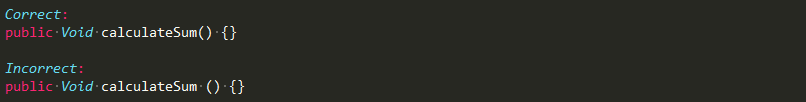 Correct:
public Void calculateSum() {}
Incorrect:
public Void calculateSum () {}